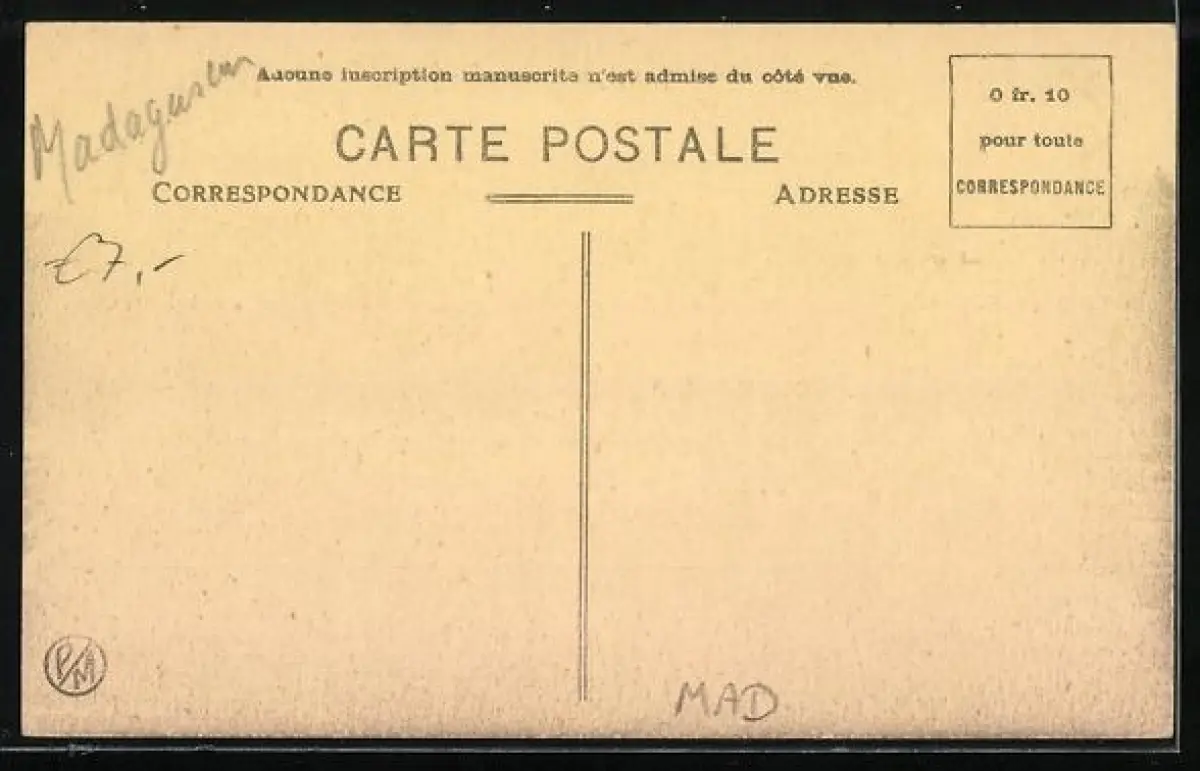 Madagascar
Aucune inscription manuscrite n'est admise du côté vue.
0 fr. 10
pour toute
CORRESPONDANCE
CARTE POSTALE
CORRESPONDANCE
ADRESSE
€7,-
P/M
MAD